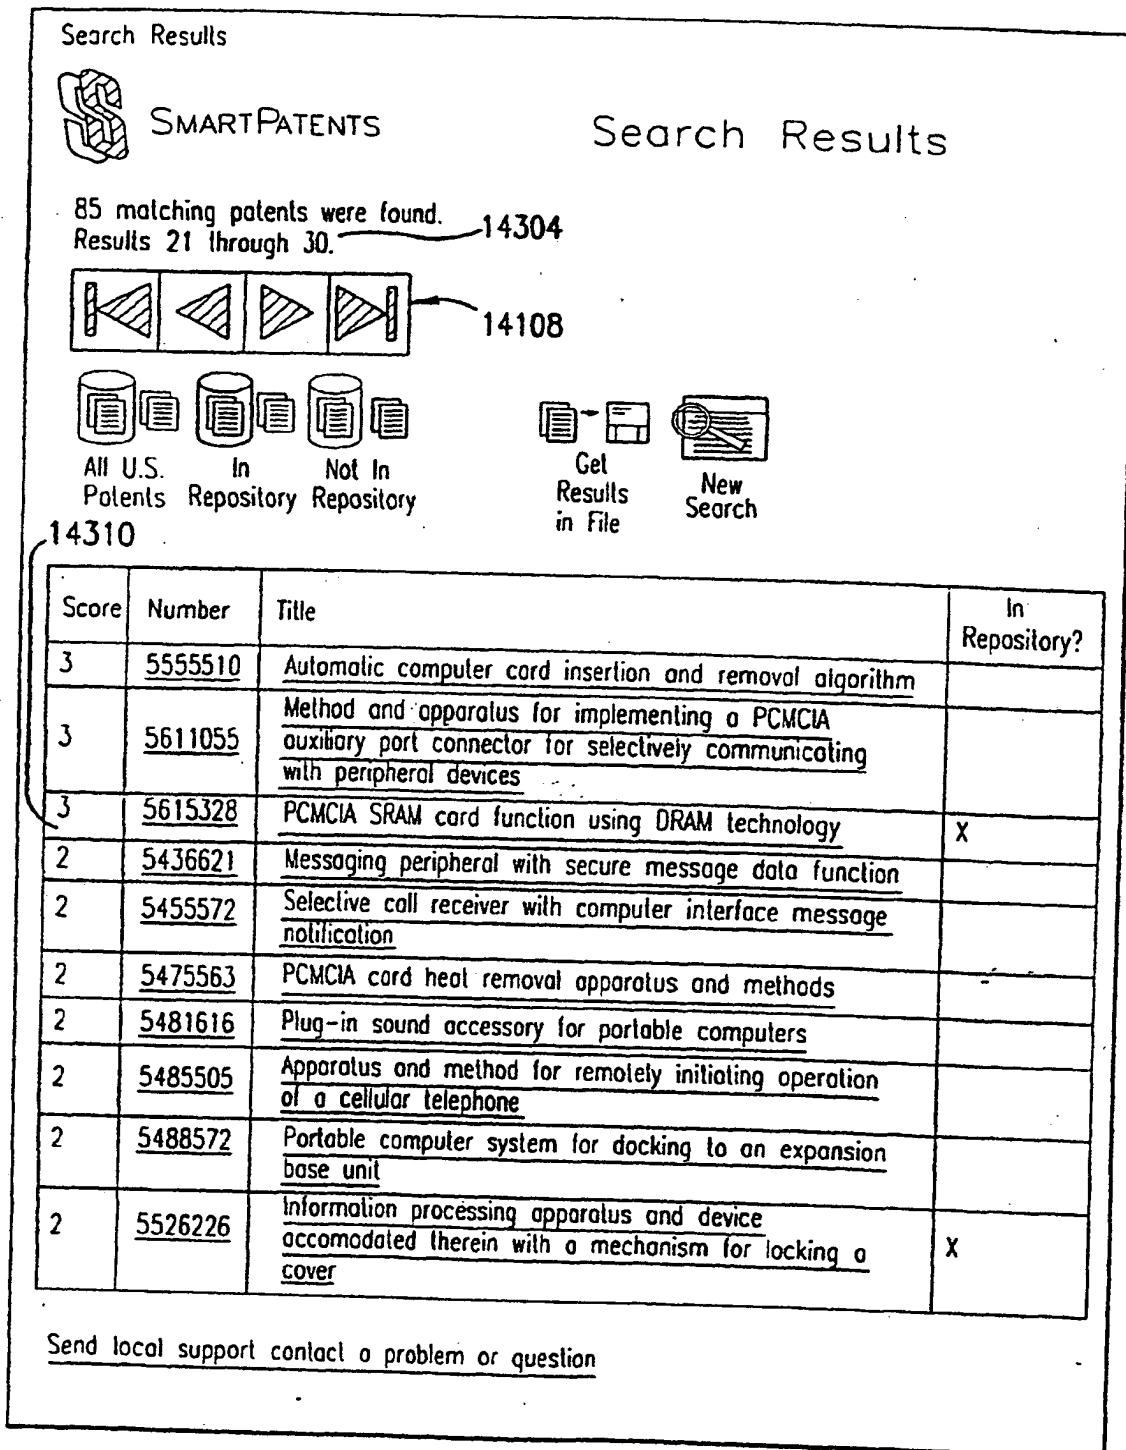 Search Results
SMARTPATENTS
Search Results
85 matching patents were found.
Results 21 through 30.
14304
14108
All U.S.
Patents
In
Repository
Not In
Repository
Get
Results
in File
New
Search
14310
Score Number Title In
Repository?
3 5555510 Automatic computer card insertion and removal algorithm
3 5611055 Method and apparatus for implementing a PCMCIA
auxiliary port connector for selectively communicating
with peripheral devices
3 5615328 PCMCIA SRAM card function using DRAM technology X
2 5436621 Messaging peripheral with secure message data function
2 5455572 Selective call receiver with computer interface message
notification
2 5475563 PCMCIA card heat removal apparatus and methods
2 5481616 Plug-in sound accessory for portable computers
2 5485505 Apparatus and method for remotely initiating operation
of a cellular telephone
2 5488572 Portable computer system for docking to an expansion
base unit
2 5526226 Information processing apparatus and device
accomodated therein with a mechanism for locking a X
cover
Send local support contact a problem or question